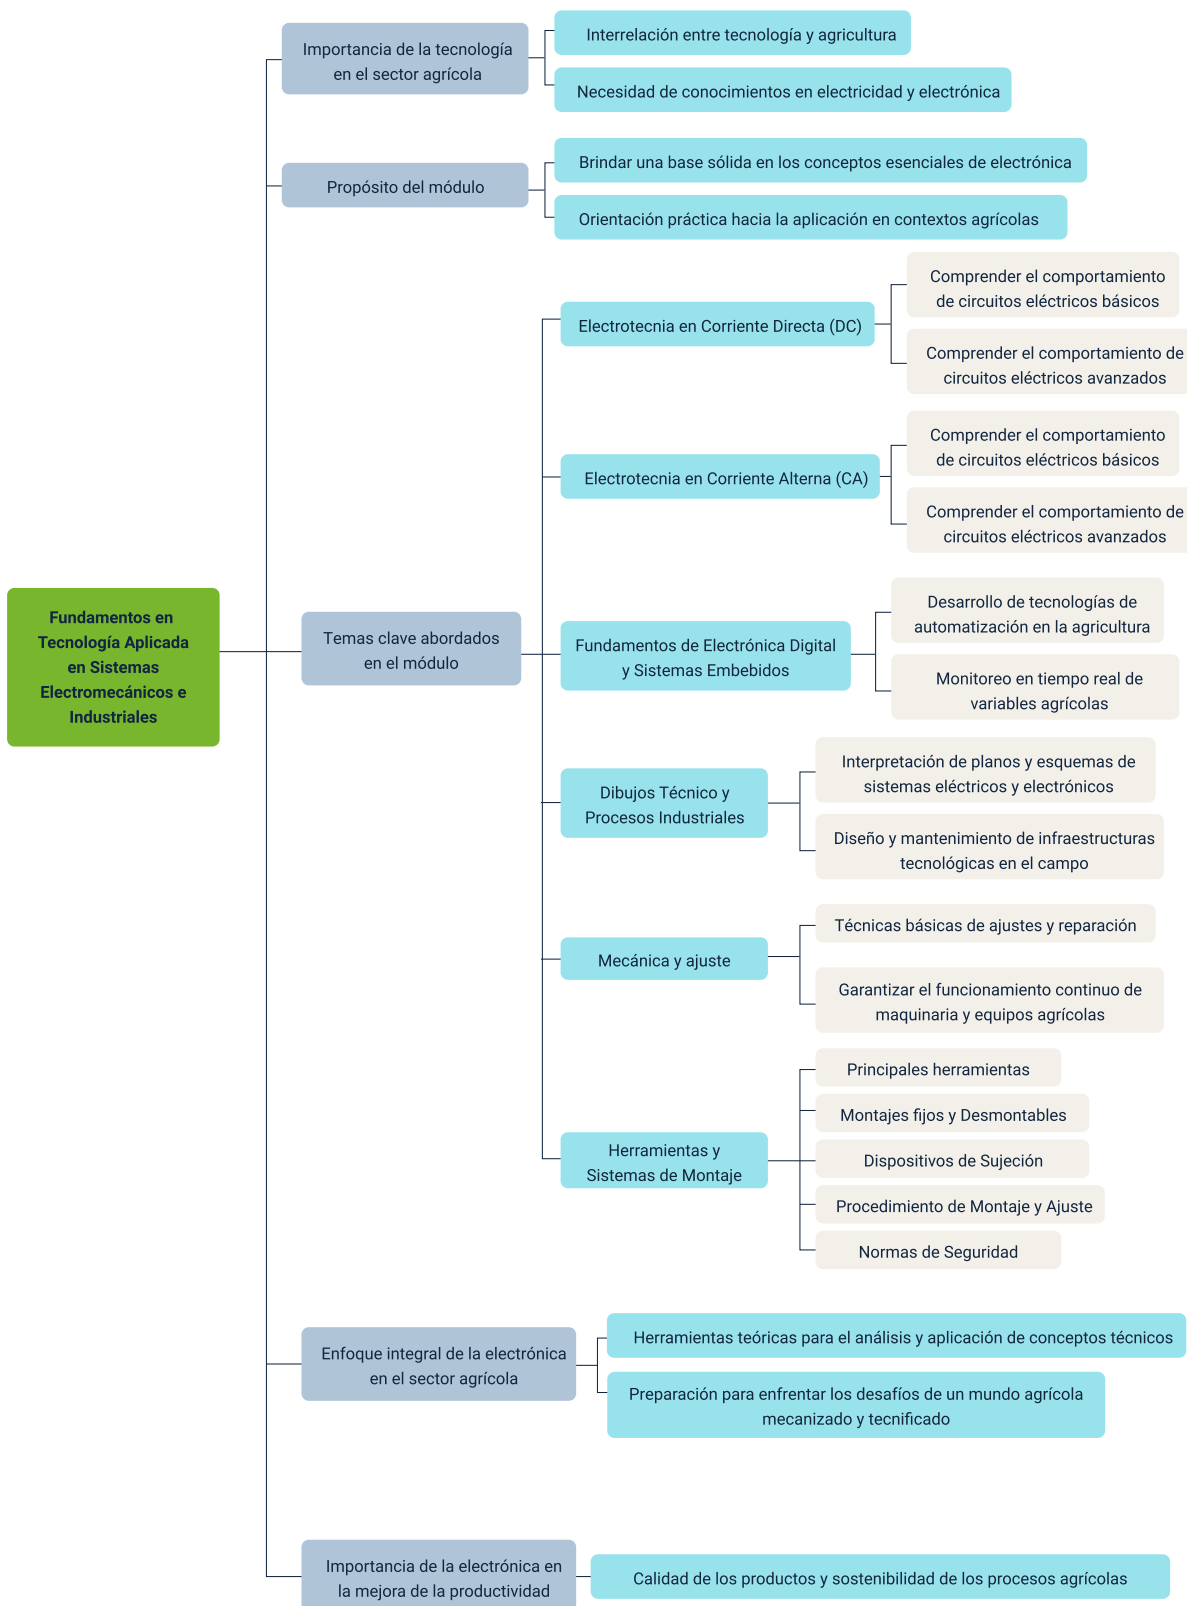 Fundamentos en
Tecnología Aplicada
en Sistemas
Electromecánicos e
Industriales
Importancia de la tecnología
en el sector agrícola
Interrelación entre tecnología y agricultura
Necesidad de conocimientos en electricidad y electrónica
Propósito del módulo
Brindar una base sólida en los conceptos esenciales de electrónica
Orientación práctica hacia la aplicación en contextos agrícolas
Temas clave abordados
en el módulo
Electrotecnia en Corriente Directa (DC)
Comprender el comportamiento
de circuitos eléctricos básicos
Comprender el comportamiento de
circuitos eléctricos avanzados
Electrotecnia en Corriente Alterna (CA)
Comprender el comportamiento
de circuitos eléctricos básicos
Comprender el comportamiento de
circuitos eléctricos avanzados
Fundamentos de Electrónica Digital
y Sistemas Embebidos
Desarrollo de tecnologías de
automatización en la agricultura
Monitoreo en tiempo real de
variables agrícolas
Dibujos Técnico y
Procesos Industriales
Interpretación de planos y esquemas de
sistemas eléctricos y electrónicos
Diseño y mantenimiento de infraestructuras
tecnológicas en el campo
Mecánica y ajuste
Técnicas básicas de ajustes y reparación
Garantizar el funcionamiento continuo de
maquinaria y equipos agrícolas
Herramientas y
Sistemas de Montaje
Principales herramientas
Montajes fijos y Desmontables
Dispositivos de Sujeción
Procedimiento de Montaje y Ajuste
Normas de Seguridad
Enfoque integral de la electrónica
en el sector agrícola
Herramientas teóricas para el análisis y aplicación de conceptos técnicos
Preparación para enfrentar los desafíos de un mundo agrícola
mecanizado y tecnificado
Importancia de la electrónica en
la mejora de la productividad
Calidad de los productos y sostenibilidad de los procesos agrícolas